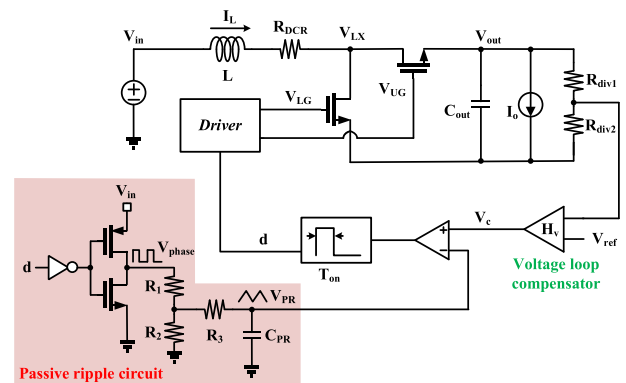 I_L
V_in
R_DCR
V_LX
V_out
L
V_LG
V_UG
C_out
I_o
R_div1
R_div2
Driver
V_in
V_phase
d
d
T_on
V_c
H_v
V_ref
Voltage loop
compensator
R_1
R_2
R_3
V_PR
C_PR
Passive ripple circuit